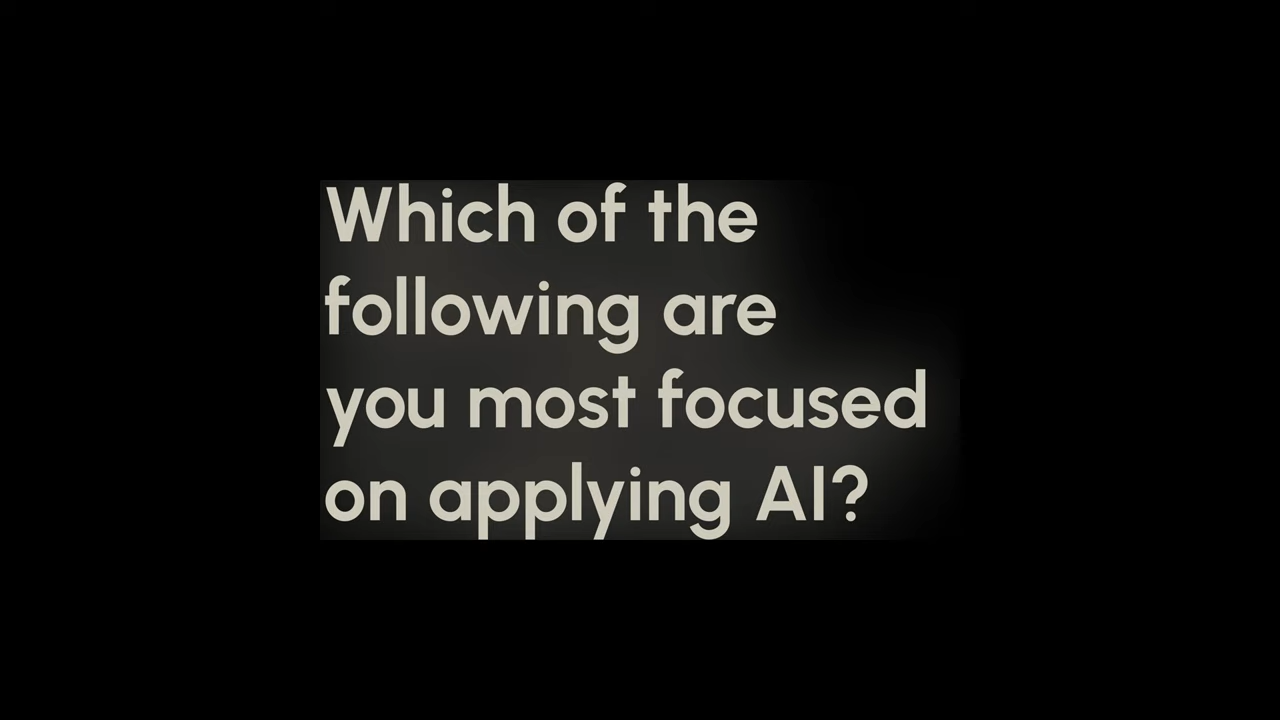 Which of the
following are
you most focused
on applying AI?